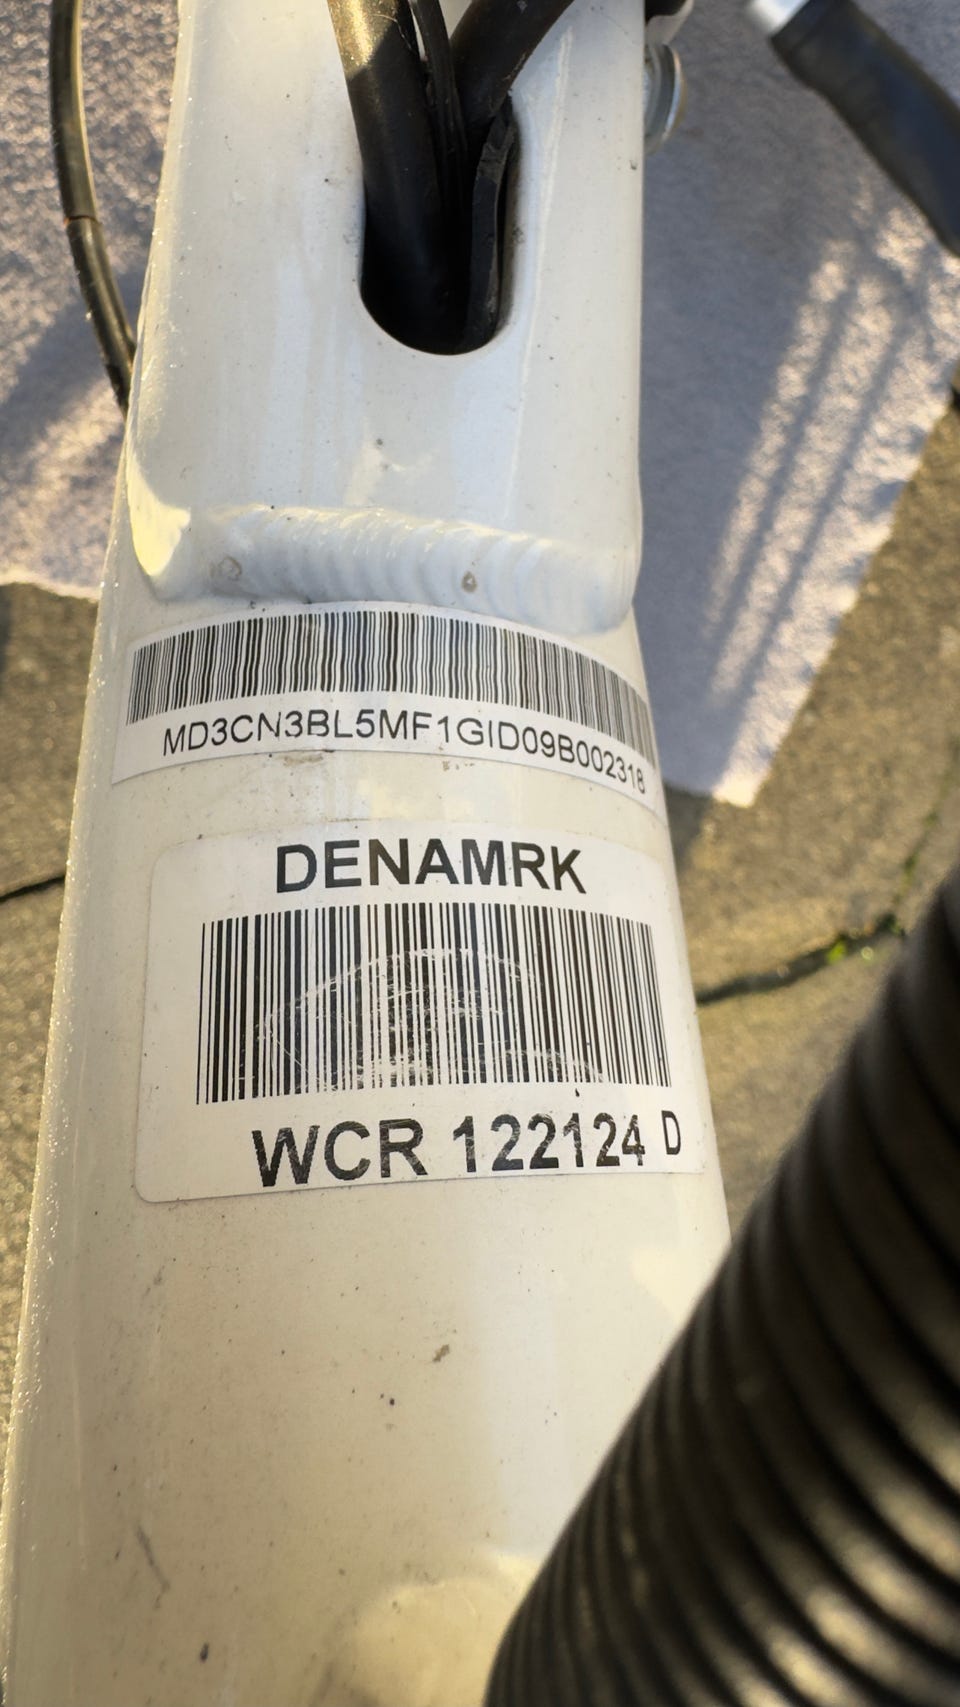 MD3CN3BL5MF1GID09B002318
DENAMRK
WCR 122124 D